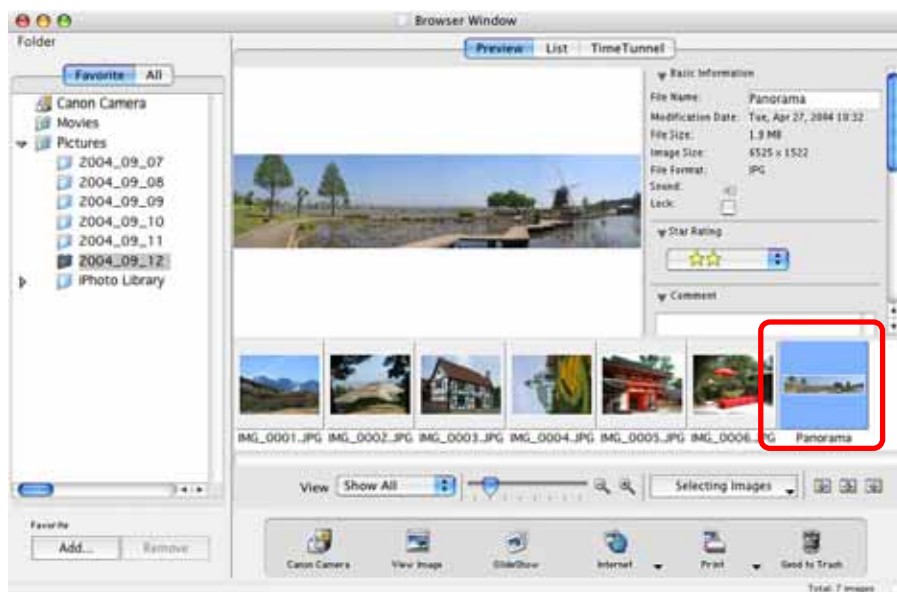 Browser Window
Folder
Favorite All
Canon Camera
Movies
Pictures
2004_09_07
2004_09_08
2004_09_09
2004_09_10
2004_09_11
2004_09_12
iPhoto Library
Favorite
Add... Remove
Preview List TimeTunnel
Basic Information
File Name: Panorama
Modification Date: Tue, Apr 27, 2004 10:32
File Size: 1.9 MB
Image Size: 6525 x 1522
File Format: JPG
Sound:
Lock:
Star Rating
Comment
IMG_0001.JPG IMG_0002.JPG IMG_0003.JPG IMG_0004.JPG IMG_0005.JPG IMG_0006.JPG Panorama
View Show All Selecting Images
Canon Camera View Image SlideShow Internet Print Send to Trash
Total: 7 images